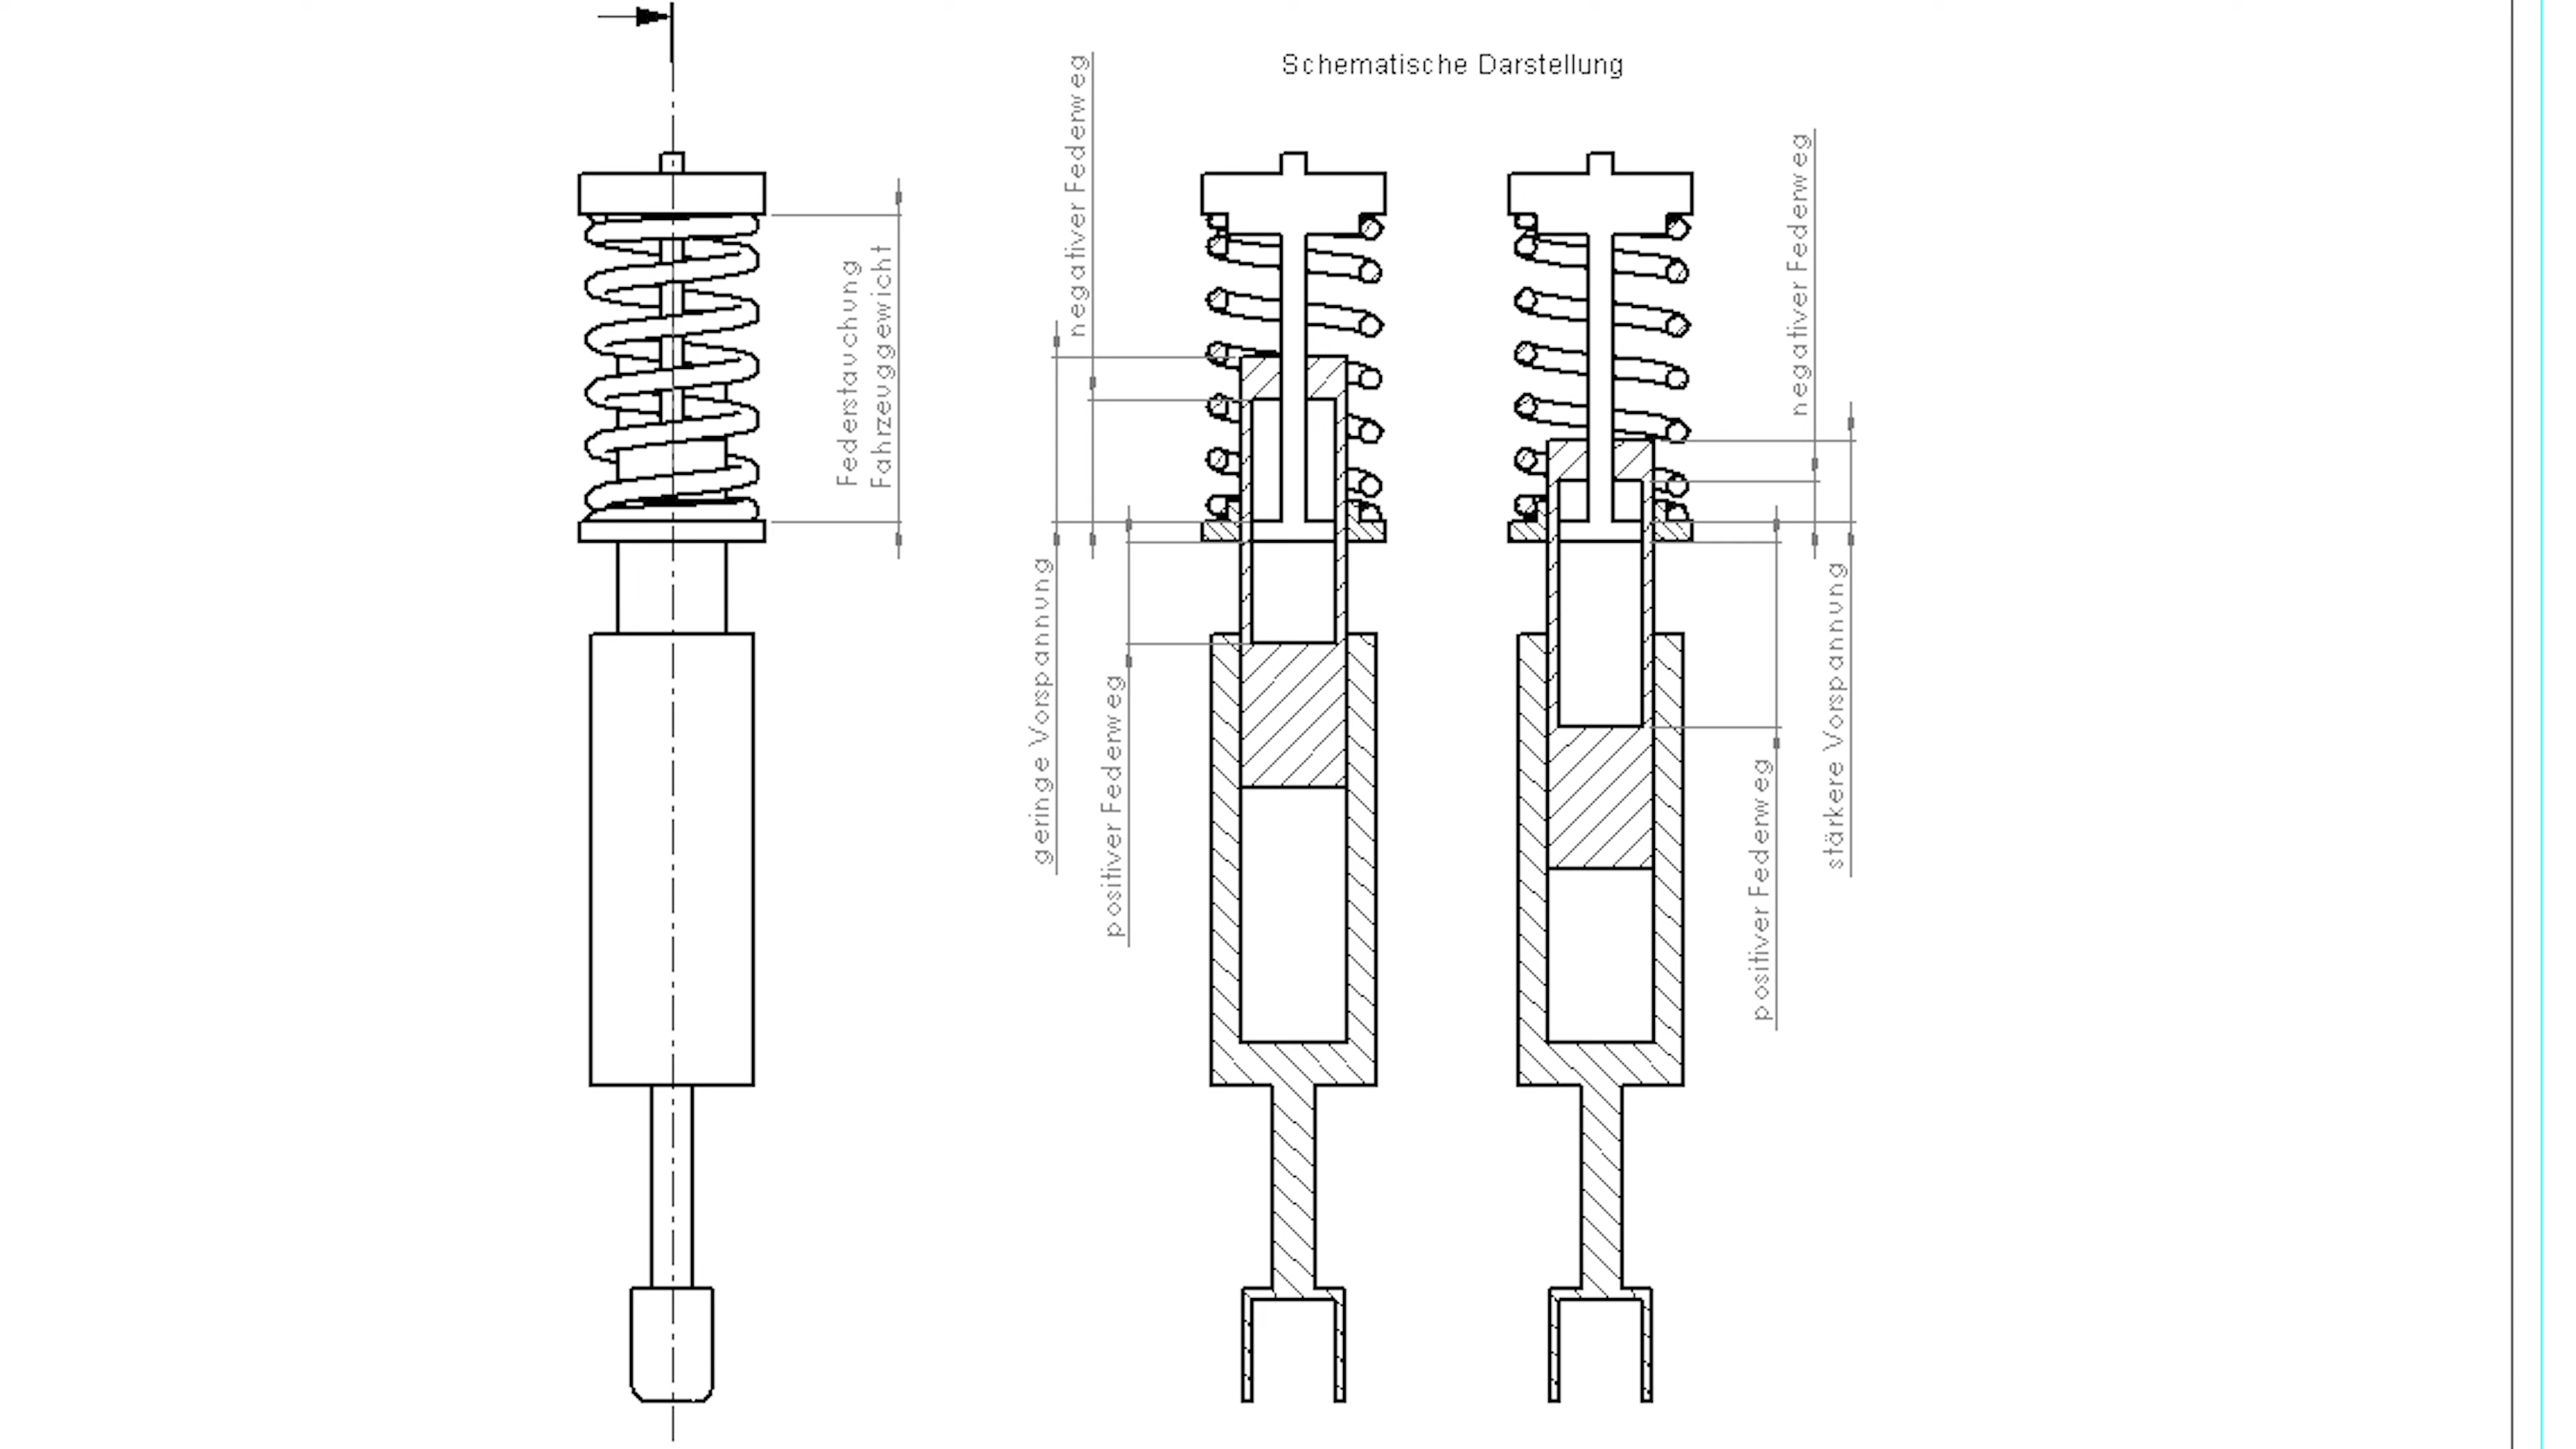 Schematische Darstellung
Federstauchung
Fahrzeuggewicht
negativer Federweg
geringe Vorspannung
positiver Federweg
negativer Federweg
positiver Federweg
stärkere Vorspannung